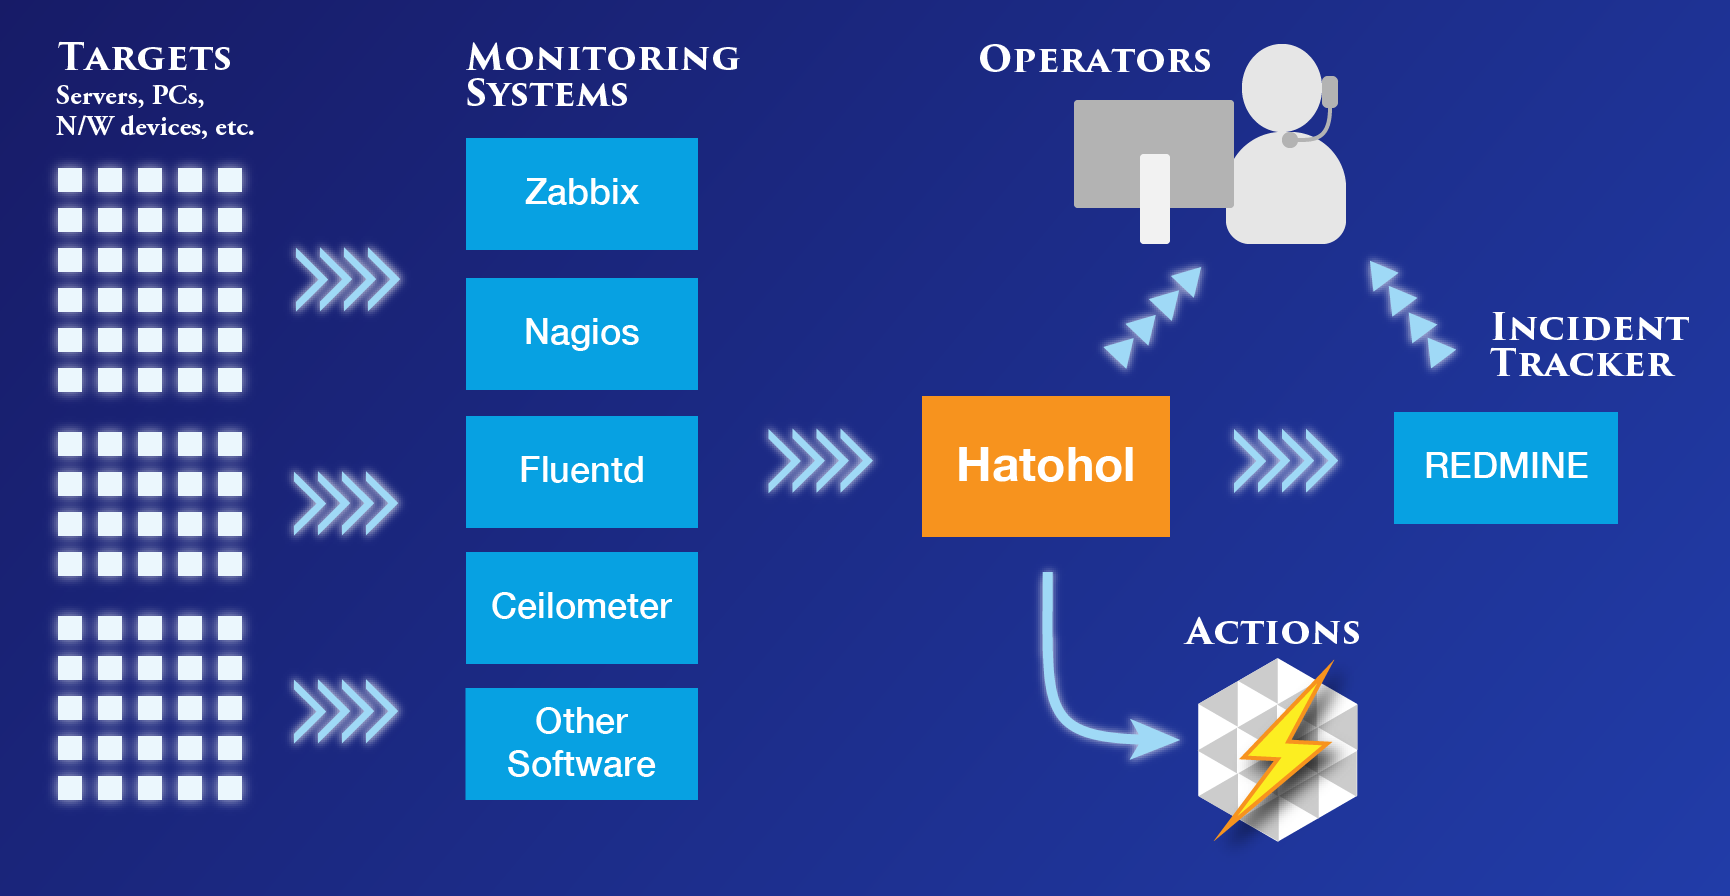 TARGETS
Servers, PCs,
N/W devices, etc.
MONITORING
SYSTEMS
Zabbix
Nagios
Fluentd
Ceilometer
Other
Software
Hatohol
OPERATORS
INCIDENT
TRACKER
REDMINE
ACTIONS